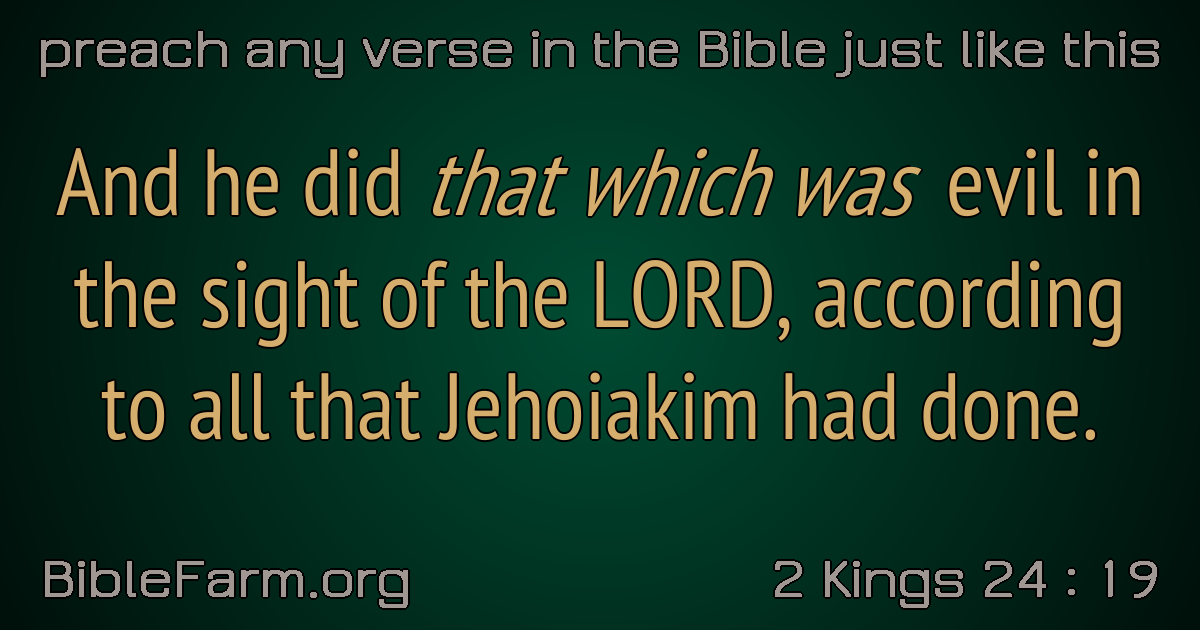 preach any verse in the Bible just like this
And he did that which was evil in
the sight of the LORD, according
to all that Jehoiakim had done.
BibleFarm.org
2 Kings 24 : 19